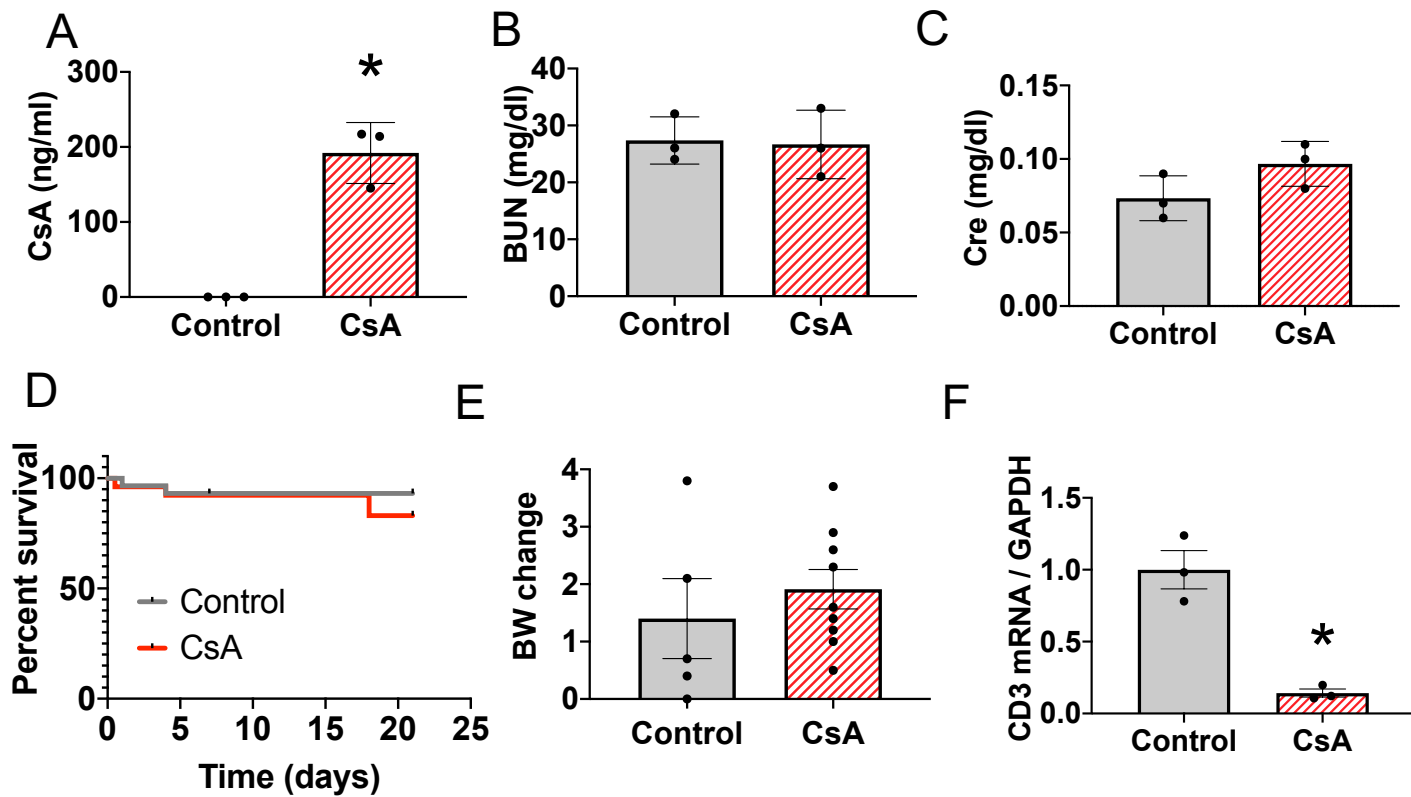 A
CsA (ng/ml)
300
200
100
0
*
Control
CsA
B
BUN (mg/dl)
40
30
20
10
0
Control
CsA
C
Cre (mg/dl)
0.15
0.10
0.05
0.00
Control
CsA
D
Percent survival
100
50
0
Control
CsA
0
5
10
15
20
25
Time (days)
E
BW change
4
3
2
1
0
Control
CsA
F
CD3 mRNA / GAPDH
1.5
1.0
0.5
0.0
*
Control
CsA